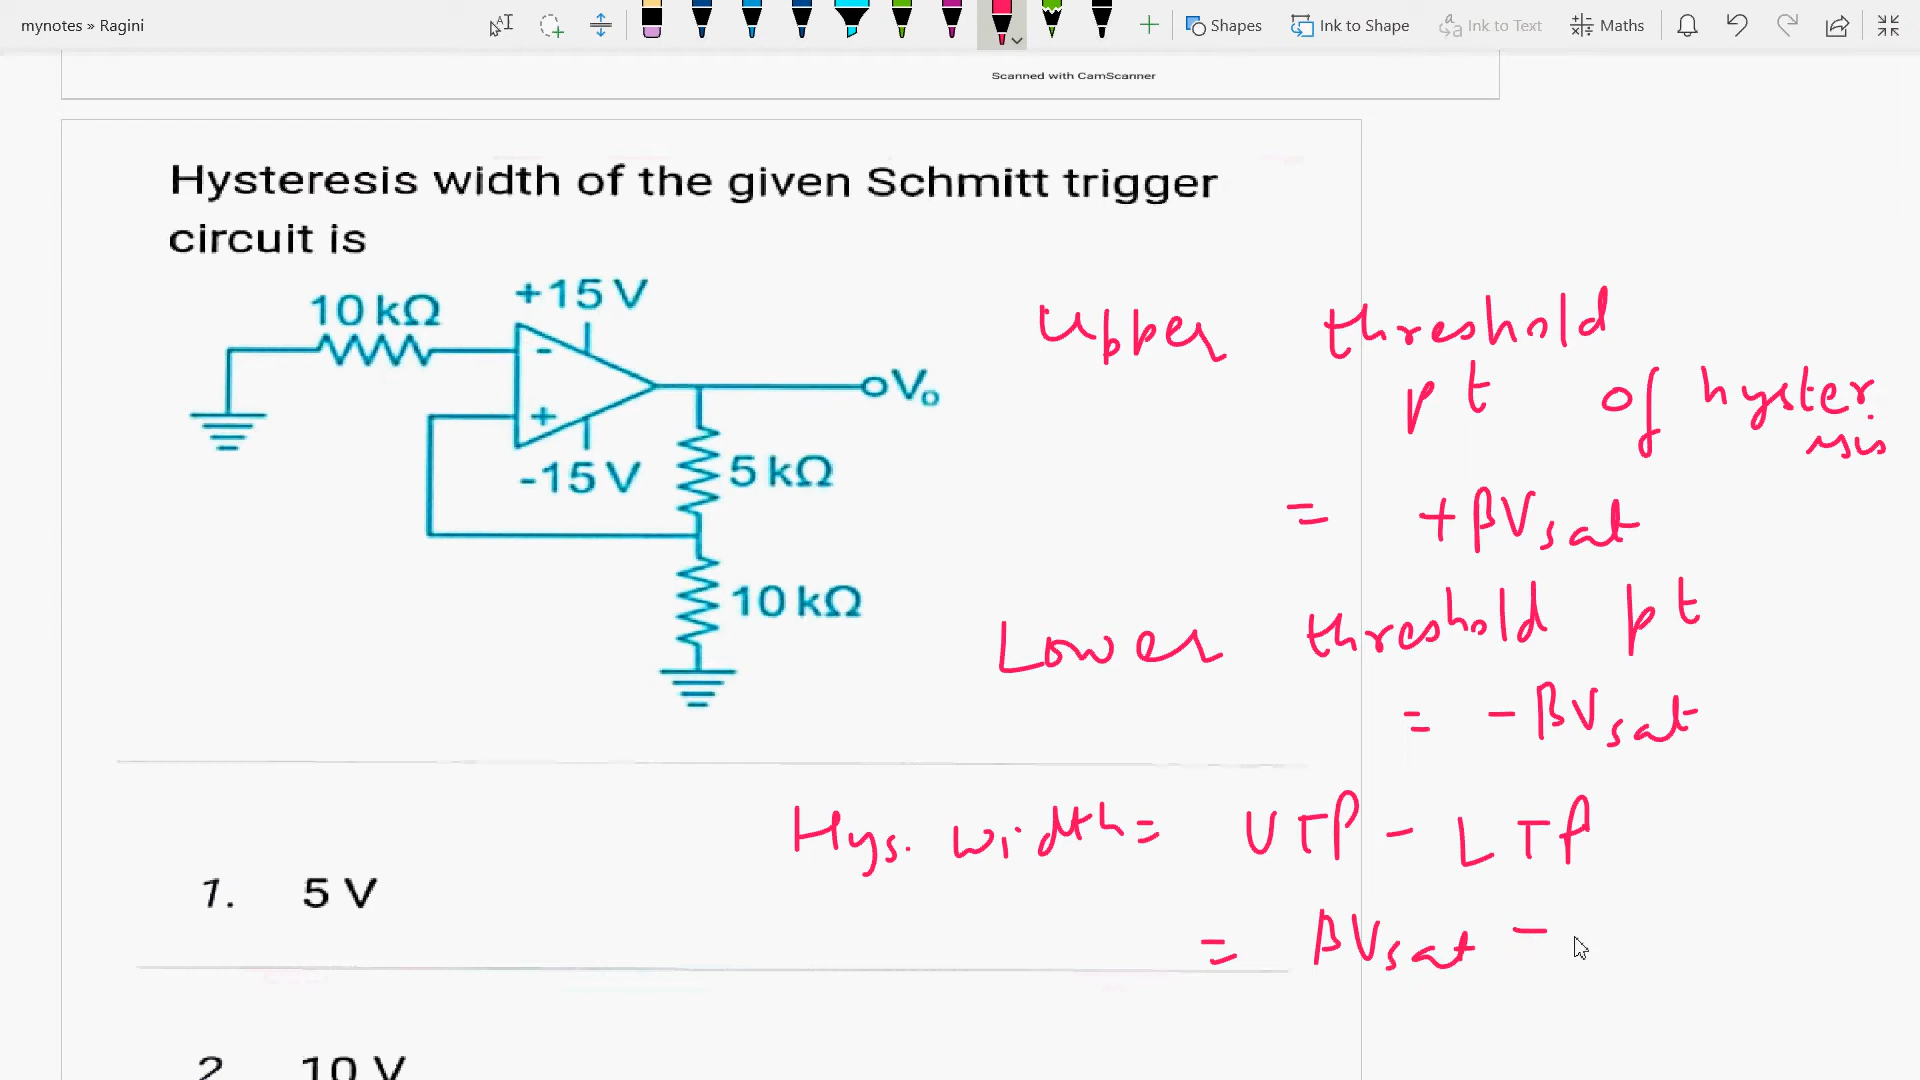 mynotes » Ragini
Shapes
Ink to Shape
Ink to Text
Maths
Scanned with CamScanner
Hysteresis width of the given Schmitt trigger
circuit is
10 kΩ
+15 V
-
+
-15 V
Vo
5 kΩ
10 kΩ
Upper threshold
pt of hyster
= +βVsat
Lower threshold pt
= -βVsat
Hys. width = UTP - LTP
= βVsat -
1. 5 V
2 10 V